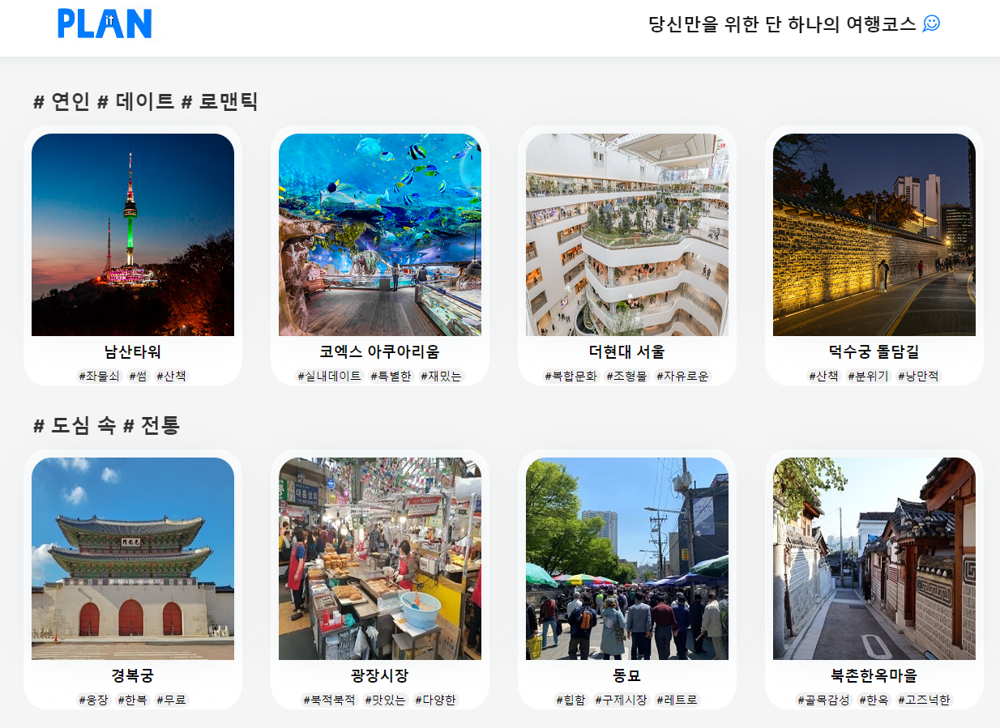 PLAN it
당신만을 위한 단 하나의 여행코스
# 연인 # 데이트 # 로맨틱
남산타워
#좌물쇠 #썸 #산책
코엑스 아쿠아리움
#실내데이트 #특별한 #재밌는
더현대 서울
#복합문화 #조형물 #자유로운
덕수궁 돌담길
#산책 #분위기 #낭만적
# 도심 속 # 전통
경복궁
#웅장 #한복 #무료
대흥상회
광장시장
#북적북적 #맛있는 #다양한
동묘
#힙함 #구제시장 #레트로
북촌한옥마을
#골목감성 #한옥 #고즈넉한